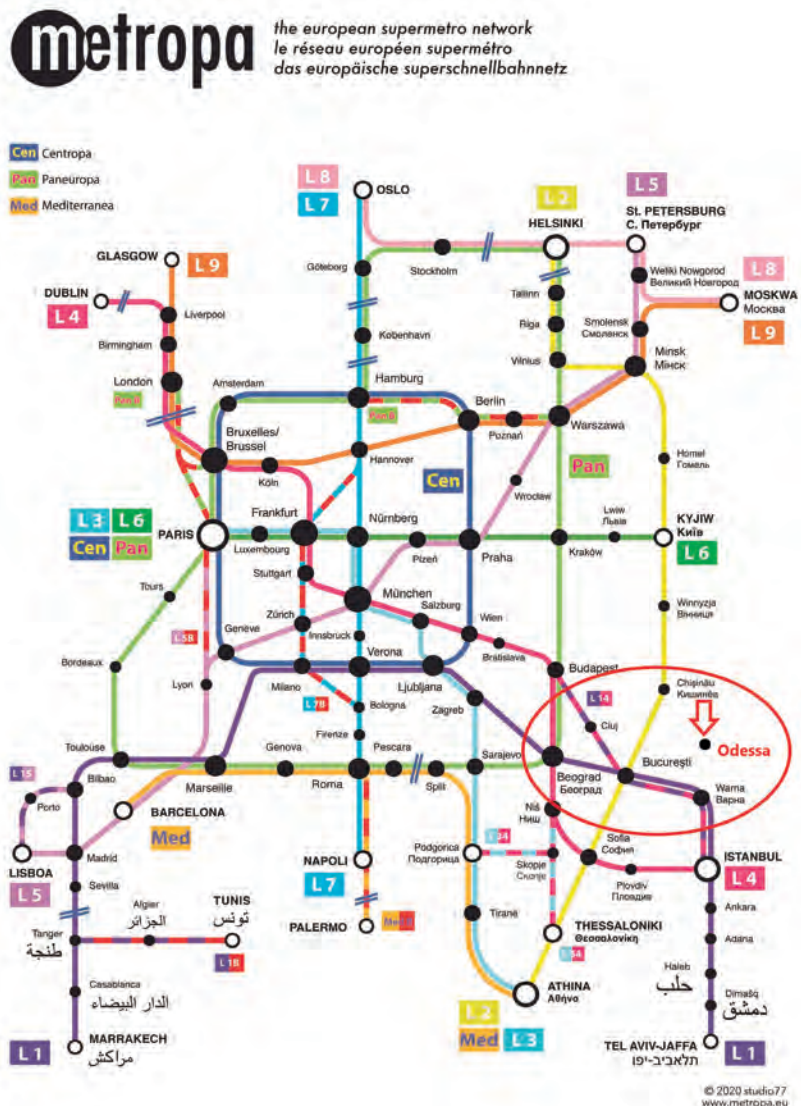 metropa
the european supermetro network
le réseau européen supermétro
das europäische superschnellbahnnetz
Cen Centropa
Pan Paneuropa
Med Mediterranea
L 8
L 7
OSLO
L 2
HELSINKI
L 5
St. PETERSBURG
С. Петербург
GLASGOW
L 9
DUBLIN
L 4
Göteborg
Stockholm
Weliki Nowgorod
Великий Новгород
L 8
MOSKWA
Москва
L 9
Liverpool
Tallinn
Birmingham
København
Riga
Smolensk
Смоленск
London
Amsterdam
Hamburg
Vilnius
Minsk
Мінск
Berlin
Bruxelles/
Brussel
Poznań
Warszawa
Köln
Hannover
Cen
Pan
Homel
Гомель
Wrocław
L 3
L 6
Cen
Pan
PARIS
Frankfurt
Nürnberg
Lwiw
Львів
KYJIW
Київ
L 6
Luxembourg
Plzeń
Praha
Kraków
Stuttgart
Tours
München
Salzburg
Winnyzja
Вінниця
L 5B
Zürich
Genève
Innsbruck
Wien
Bratislava
Bordeaux
Verona
Budapest
Lyon
Milano
Ljubljana
Chişinău
Кишинёв
L 7B
Bologna
Zagreb
L 14
Cluj
Odessa
Toulouse
Genova
Firenze
Pescara
Sarajevo
Beograd
Београд
Bucureşti
L 15
Bilbao
Marseille
Roma
Split
Warna
Варна
Porto
BARCELONA
Med
Niš
Ниш
Sofia
София
LISBOA
L 5
Madrid
NAPOLI
L 7
Podgorica
Подгорица
Skopje
ISTANBUL
L 4
Plovdiv
Пловдив
Sevilla
Algier
الجزائر
TUNIS
تونس
PALERMO
Tiranë
THESSALONIKI
Θεσσαλονίκη
Ankara
Tanger
طنجة
L 1B
Adana
Casablanca
الدار البيضاء
L 2
Med
L 3
ATHINA
Αθήνα
Haleb
حلب
Dimašq
دمشق
L 1
MARRAKECH
مراكش
TEL AVIV-JAFFA
תלאביב-יפו
L 1
© 2020 studio77
www.metropa.eu